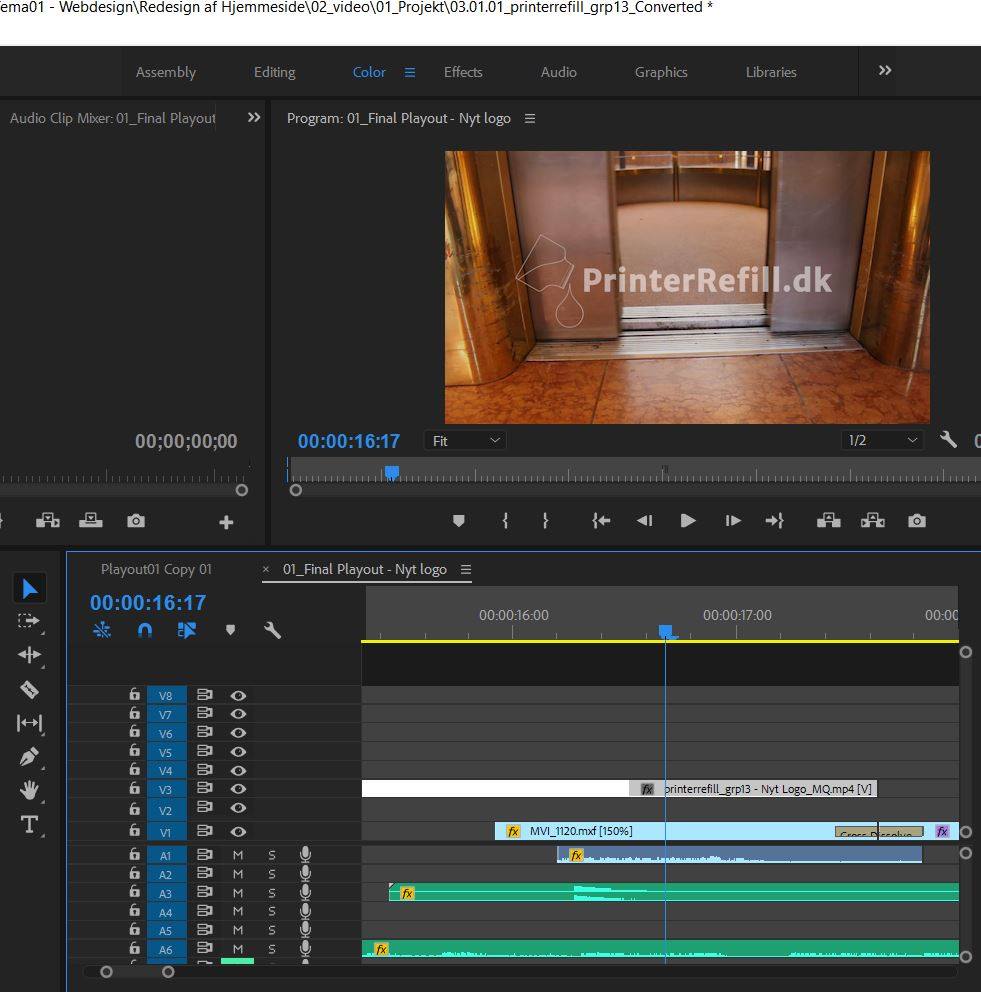 ema01 - Webdesign\Redesign af Hjemmeside\02_video\01_Projekt\03.01.01_printerrefill_grp13_Converted *
Assembly Editing Color Effects Audio Graphics Libraries
Audio Clip Mixer: 01_Final Playout
Program: 01_Final Playout - Nyt logo
PrinterRefill.dk
00;00;00;00
00:00:16:17 Fit 1/2
Playout01 Copy 01 × 01_Final Playout - Nyt logo
00:00:16:17
00:00:16:00 00:00:17:00 00:00
V8
V7
V6
V5
V4
V3 fx printerrefill_grp13 - Nyt Logo_MQ.mp4 [V]
V2
V1 fx MVI_1120.mxf [150%] Cross Dissolve fx
A1 M S fx
A2 M S
A3 M S fx
A4 M S
A5 M S
A6 M S fx